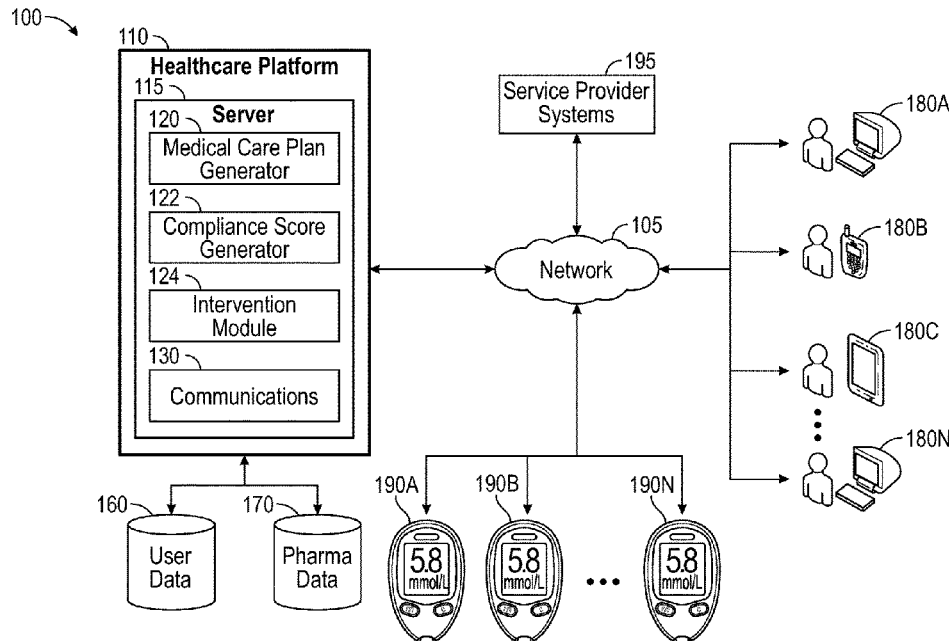 100
110
Healthcare Platform
115
Server
120
Medical Care Plan
Generator
122
Compliance Score
Generator
124
Intervention
Module
130
Communications
195
Service Provider
Systems
105
Network
180A
180B
180C
180N
160
User
Data
170
Pharma
Data
190A
5.8
mmol/L
190B
5.8
mmol/L
190N
5.8
mmol/L